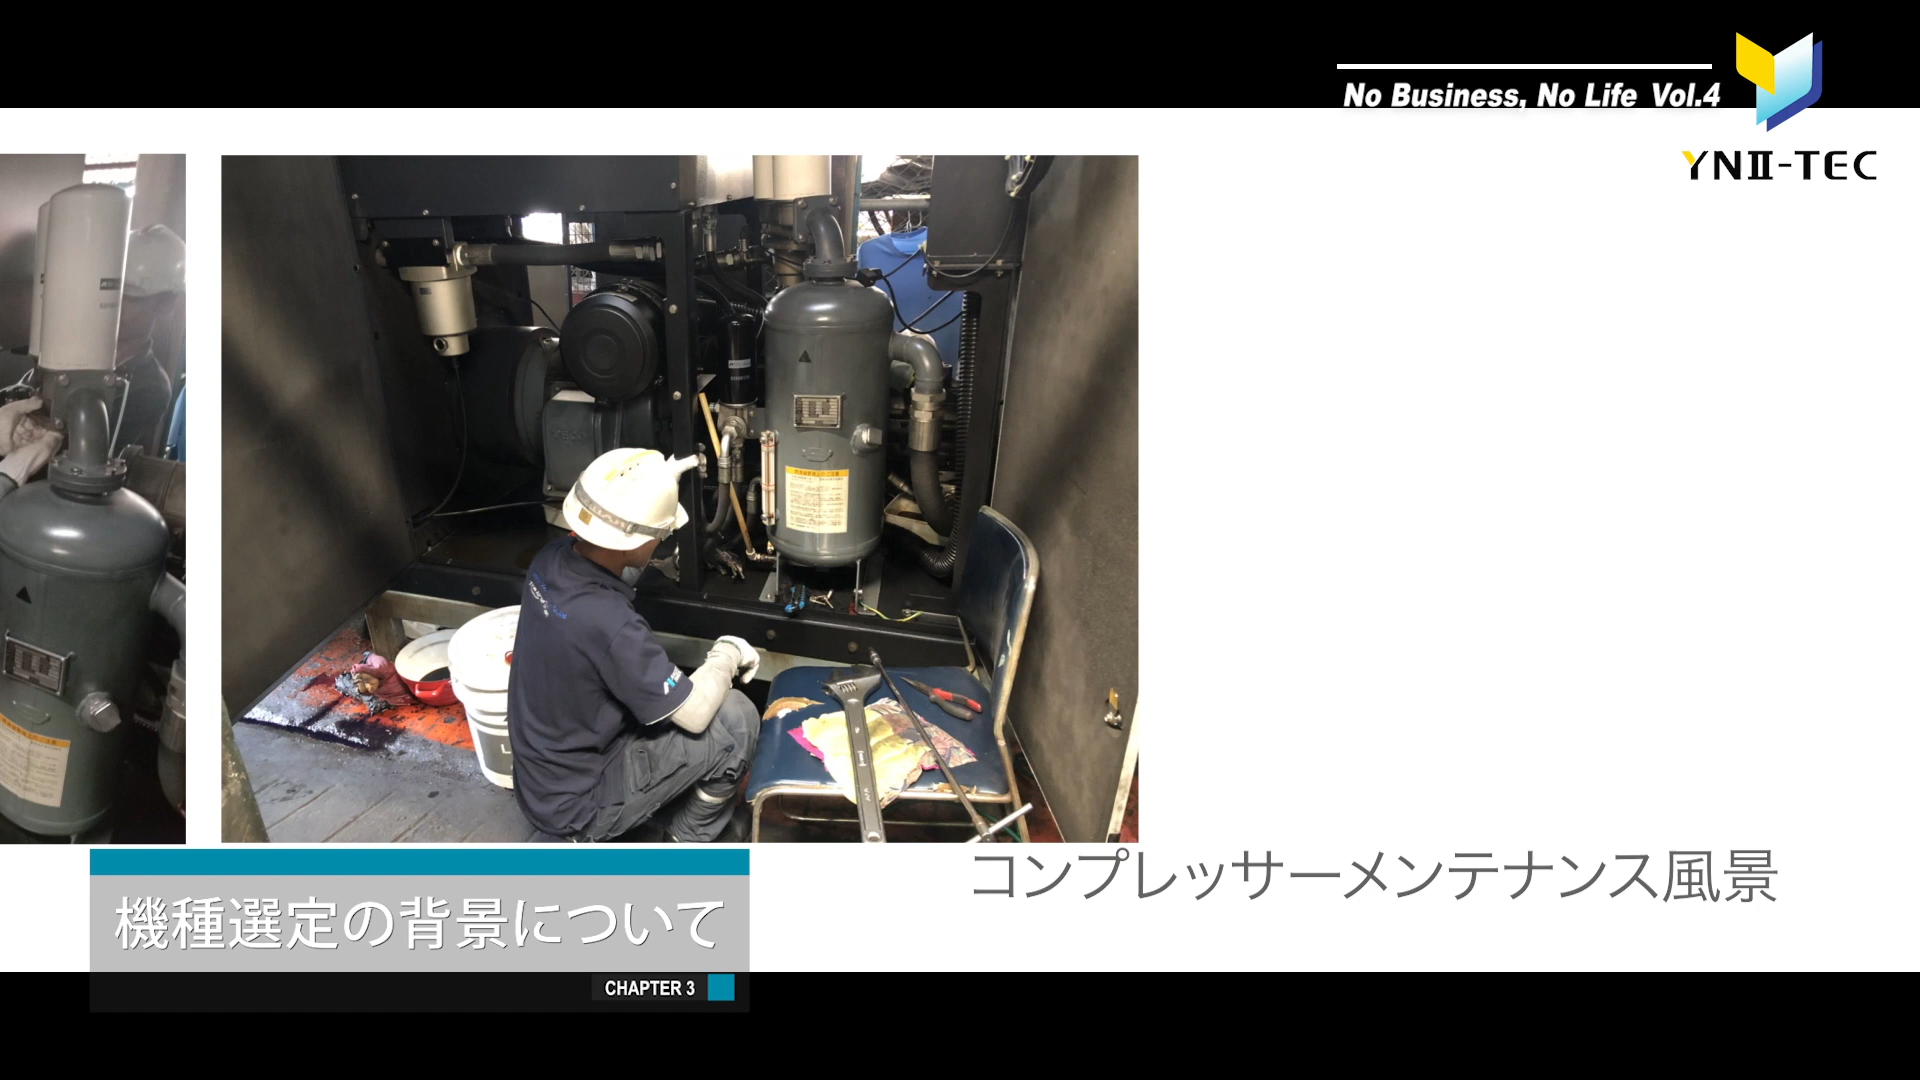 No Business, No Life Vol.4
YNⅡ-TEC
コンプレッサーメンテナンス風景
機種選定の背景について
CHAPTER 3